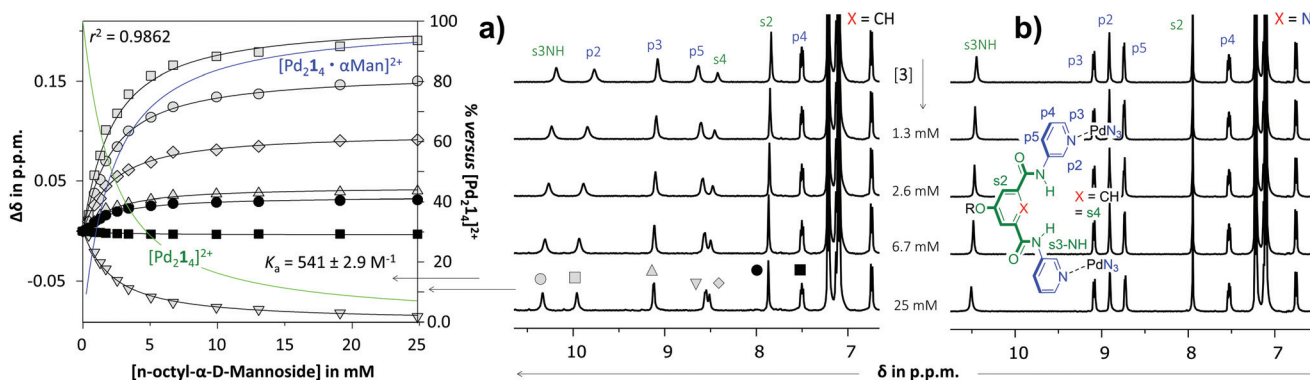 r² = 0.9862
[Pd₂1₄ • αMan]²⁺
[Pd₂1₄]²⁺
Kₐ = 541 ± 2.9 M⁻¹
0.15
0.05
-0.05
Δδ in p.p.m.
100
80
60
40
20
0.0
% versus [Pd₂1₄]²⁺
0 5 10 15 20 25
[n-octyl-α-D-Mannoside] in mM
a)
X = CH
s3NH p2 p3 p5 s4 s2 p4
10 9 8 7
[3]
1.3 mM
2.6 mM
6.7 mM
25 mM
δ in p.p.m.
b)
X = N
s3NH p3 p2 p5 s2 p4
p4 p3
p5 N PdN₃
p2
O N
H
s2
X
RO
X = CH
= s4
O N H
s3-NH
PdN₃
N
10 9 8 7